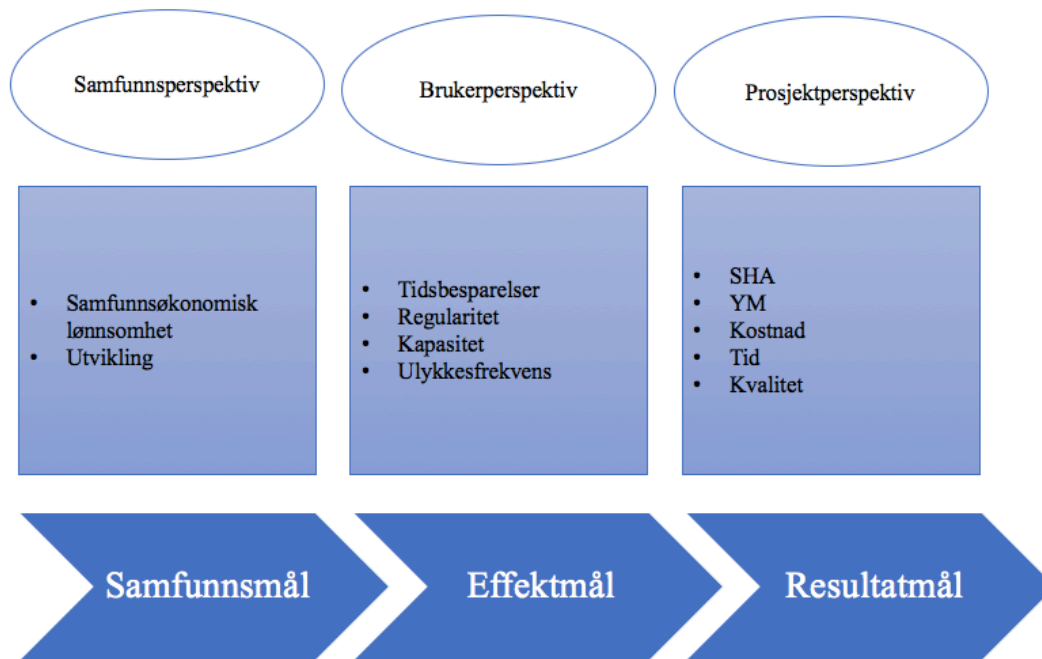 Samfunnsperspektiv
Brukerperspektiv
Prosjektperspektiv
• Samfunnsøkonomisk
lønnsomhet
• Utvikling
• Tidsbesparelser
• Regularitet
• Kapasitet
• Ulykkesfrekvens
• SHA
• YM
• Kostnad
• Tid
• Kvalitet
Samfunnsmål
Effektmål
Resultatmål